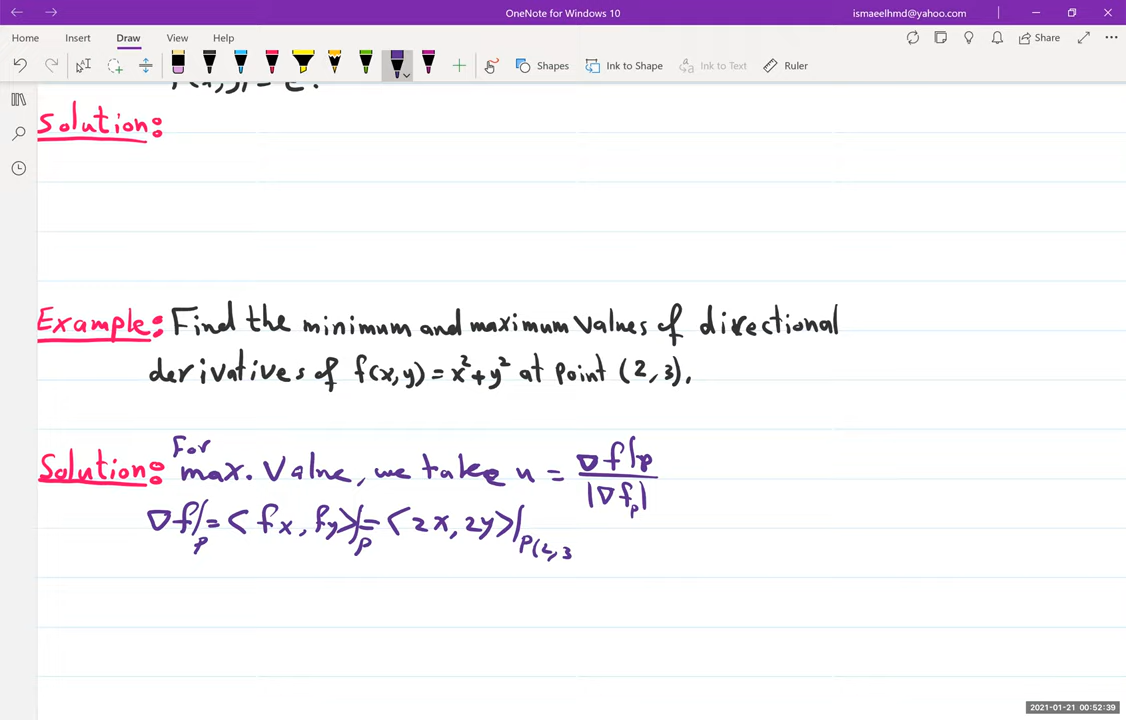 OneNote for Windows 10
ismaeelhmd@yahoo.com
Home Insert Draw View Help
Share
Shapes Ink to Shape Ink to Text Ruler
Solution:
Example: Find the minimum and maximum values of directional
derivatives of f(x,y) = x² + y² at point (2,3).
For
Solution: max. Value, we take u = ∇f|p / |∇fp|
∇f|p = <fx, fy>|p = <2x, 2y>|p(2,3
2021-01-21 00:52:39